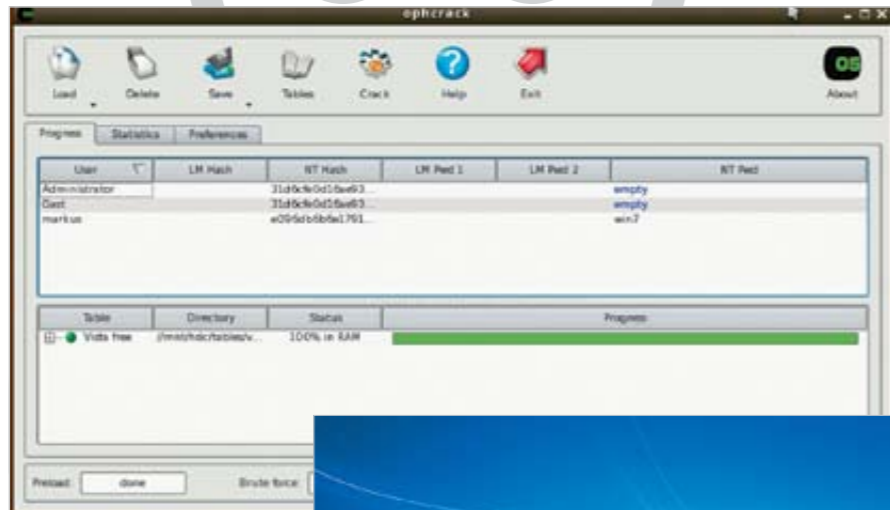 ophcrack
Load Delete Save Tables Crack Help Exit About
OS
Progress Statistics Preferences
User LM Hash NT Hash LM Pwd 1 LM Pwd 2 NT Pwd
Administrator 31d6cfe0d16ae93... empty
Gast 31d6cfe0d16ae93... empty
markus win7
Table Directory Status Progress
Vista free 100% in RAM
Preload: done Brute force: